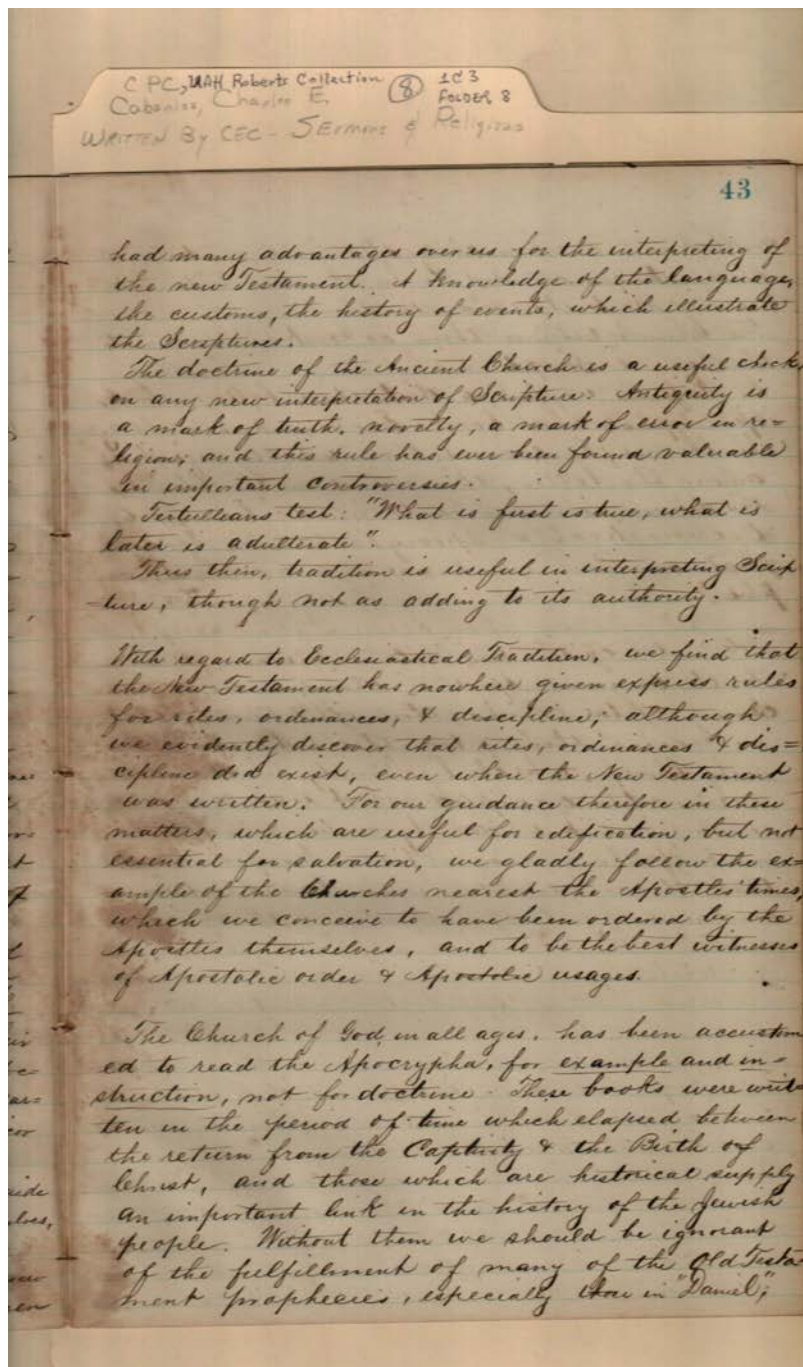 CPC, UAH Roberts Collection (8) 1C3
Cabaniss, Charles E. FOLDER 8
WRITTEN By CEC - SERMONS & Religious
43
had many advantages over us for the interpreting of
the new Testament. A knowledge of the language,
the customs, the history of events, which illustrate
the Scriptures.
The doctrine of the Ancient Church is a useful check,
on any new interpretation of Scripture. Antiquity is
a mark of truth, novelty, a mark of error in re=
ligion; and this rule has ever been found valuable
in important controversies.
Tertullians test: "What is first is true, what is
later is adulterate".
Thus then, tradition is useful in interpreting Scrip
-ture, though not as adding to its authority.
With regard to Ecclesiastical Tradition, we find that
the New Testament has nowhere given express rules
for rites, ordinances, & discipline; although
we evidently discover that rites, ordinances & dis=
cipline did exist, even when the New Testament
was written. For our guidance therefore in these
matters, which are useful for edification, but not
essential for salvation, we gladly follow the ex=
ample of the Churches nearest the Apostles' times,
which we conceive to have been ordered by the
Apostles themselves, and to be the best witnesses
of Apostolic order & Apostolic usages.
The Church of God, in all ages, has been accustom
ed to read the Apocrypha, for example and in=
struction, not for doctrine. These books were writ
ten in the period of time which elapsed between
the return from the Captivity & the Birth of
Christ, and those which are historical supply
an important link in the history of the Jewish
people. Without them we should be ignorant
of the fulfillment of many of the Old Testa
ment prophecies, especially those in "Daniel",